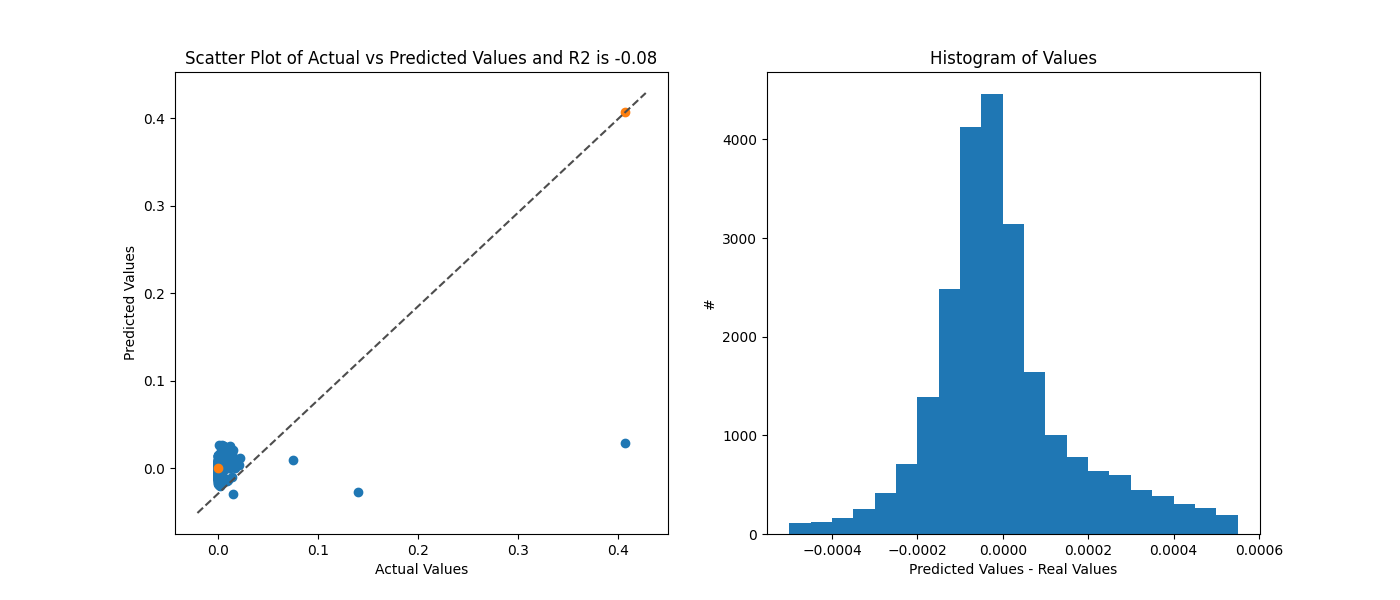 Scatter Plot of Actual vs Predicted Values and R2 is -0.08
Predicted Values
0.4
0.3
0.2
0.1
0.0
0.0 0.1 0.2 0.3 0.4
Actual Values
Histogram of Values
#
4000
3000
2000
1000
0
−0.0004 −0.0002 0.0000 0.0002 0.0004 0.0006
Predicted Values - Real Values